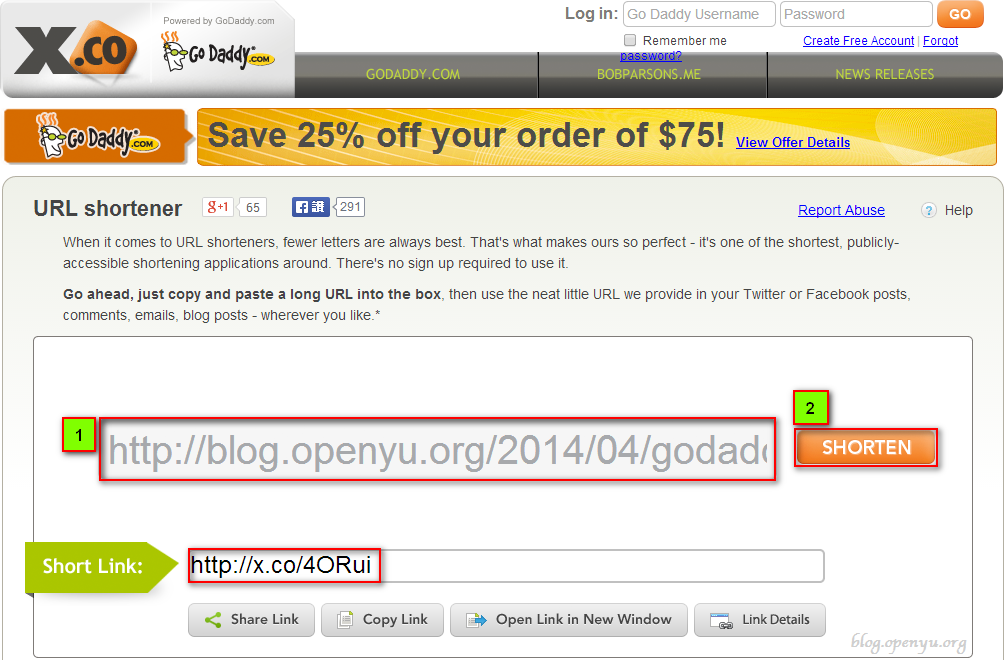 X.co
Powered by GoDaddy.com
Go Daddy.COM
Log in: Go Daddy Username Password GO
Remember me Create Free Account | Forgot
password?
GODADDY.COM BOBPARSONS.ME NEWS RELEASES
Go Daddy.COM Save 25% off your order of $75! View Offer Details
URL shortener g+1 65 f 讚 291 Report Abuse ? Help
When it comes to URL shorteners, fewer letters are always best. That's what makes ours so perfect - it's one of the shortest, publicly-
accessible shortening applications around. There's no sign up required to use it.
Go ahead, just copy and paste a long URL into the box, then use the neat little URL we provide in your Twitter or Facebook posts,
comments, emails, blog posts - wherever you like.*
2
1 http://blog.openyu.org/2014/04/godadd SHORTEN
Short Link: http://x.co/4ORui
Share Link Copy Link Open Link in New Window Link Details
blog.openyu.org